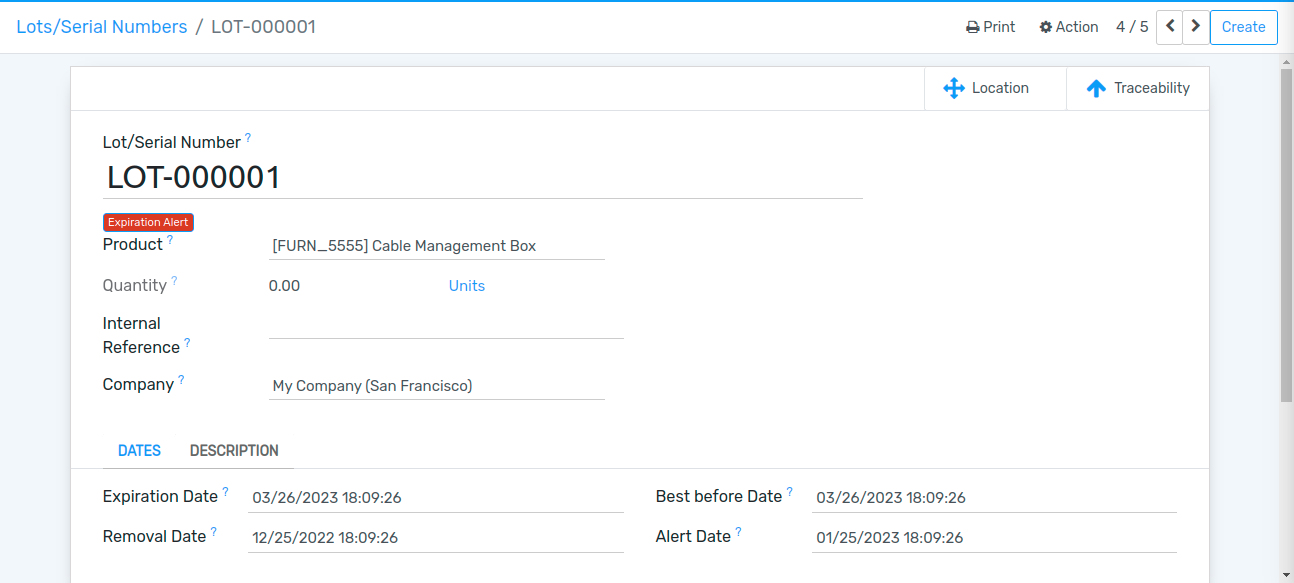 Lots/Serial Numbers / LOT-000001
Print Action 4 / 5 Create
Location Traceability
Lot/Serial Number ?
LOT-000001
Expiration Alert
Product ? [FURN_5555] Cable Management Box
Quantity ? 0.00 Units
Internal
Reference ?
Company ? My Company (San Francisco)
DATES DESCRIPTION
Expiration Date ? 03/26/2023 18:09:26 Best before Date ? 03/26/2023 18:09:26
Removal Date ? 12/25/2022 18:09:26 Alert Date ? 01/25/2023 18:09:26